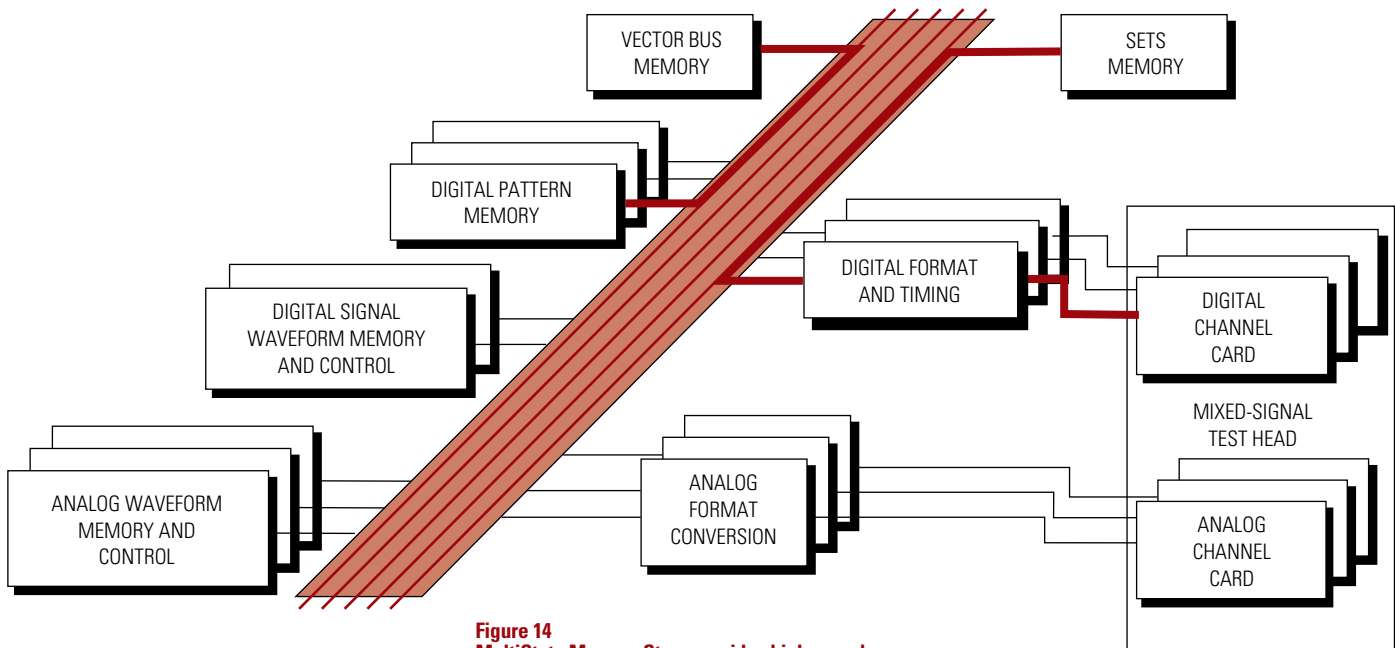 VECTOR BUS
MEMORY
SETS
MEMORY
DIGITAL PATTERN
MEMORY
DIGITAL FORMAT
AND TIMING
DIGITAL
CHANNEL
CARD
DIGITAL SIGNAL
WAVEFORM MEMORY
AND CONTROL
MIXED-SIGNAL
TEST HEAD
ANALOG WAVEFORM
MEMORY AND
CONTROL
ANALOG
FORMAT
CONVERSION
ANALOG
CHANNEL
CARD
Figure 14